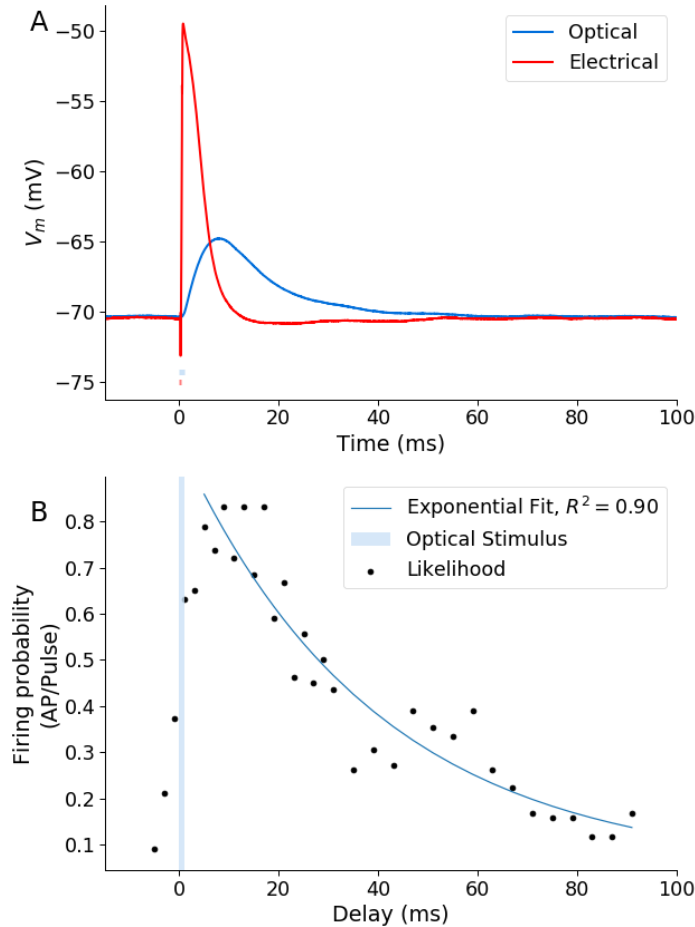 A
Optical
Electrical
−50
−55
−60
−65
−70
−75
V_m (mV)
0
20
40
60
80
100
Time (ms)
B
Exponential Fit, R² = 0.90
Optical Stimulus
Likelihood
0.8
0.7
0.6
0.5
0.4
0.3
0.2
0.1
Firing probability
(AP/Pulse)
0
20
40
60
80
100
Delay (ms)